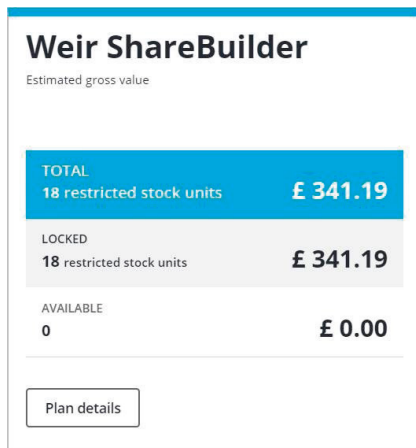 Weir ShareBuilder
Estimated gross value
TOTAL
18 restricted stock units
£ 341.19
LOCKED
18 restricted stock units
£ 341.19
AVAILABLE
0
£ 0.00
Plan details